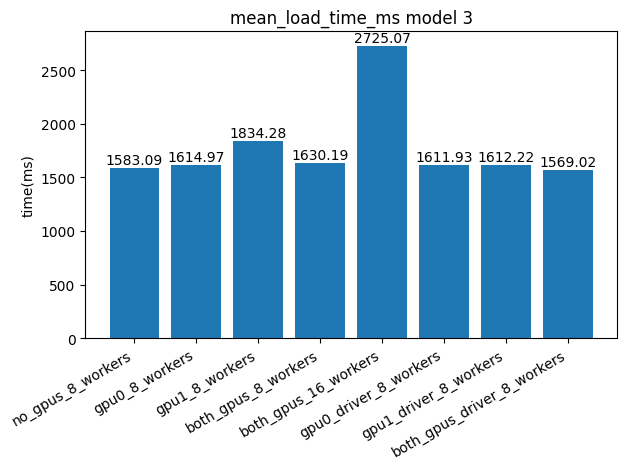 mean_load_time_ms model 3
time(ms)
2500
2000
1500
1000
500
0
1583.09
1614.97
1834.28
1630.19
2725.07
1611.93
1612.22
1569.02
no_gpus_8_workers
gpu0_8_workers
gpu1_8_workers
both_gpus_8_workers
both_gpus_16_workers
gpu0_driver_8_workers
gpu1_driver_8_workers
both_gpus_driver_8_workers